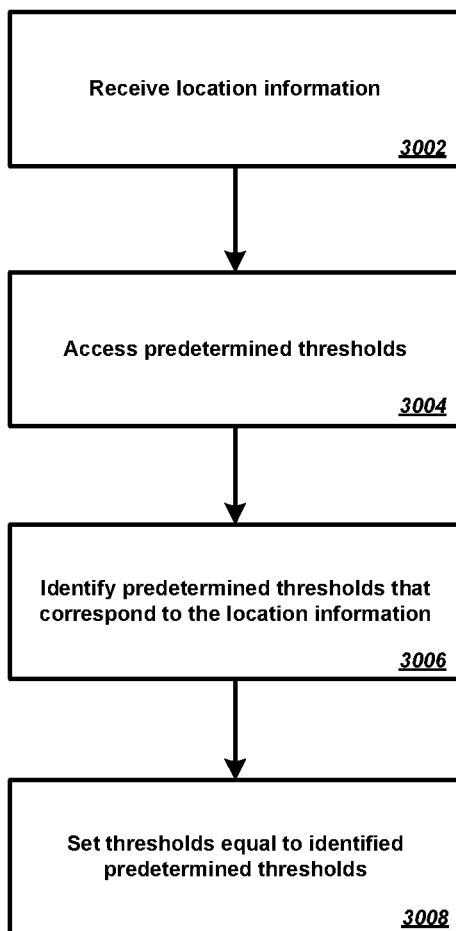 Receive location information
3002
Access predetermined thresholds
3004
Identify predetermined thresholds that
correspond to the location information
3006
Set thresholds equal to identified
predetermined thresholds
3008